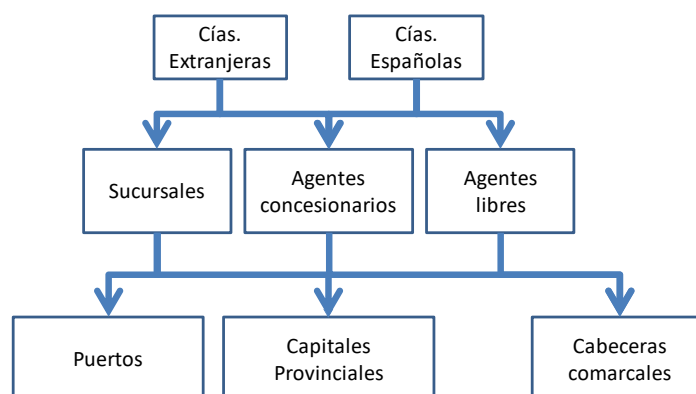 Cías.
Extranjeras
Cías.
Españolas
Sucursales
Agentes
concesionarios
Agentes
libres
Puertos
Capitales
Provinciales
Cabeceras
comarcales